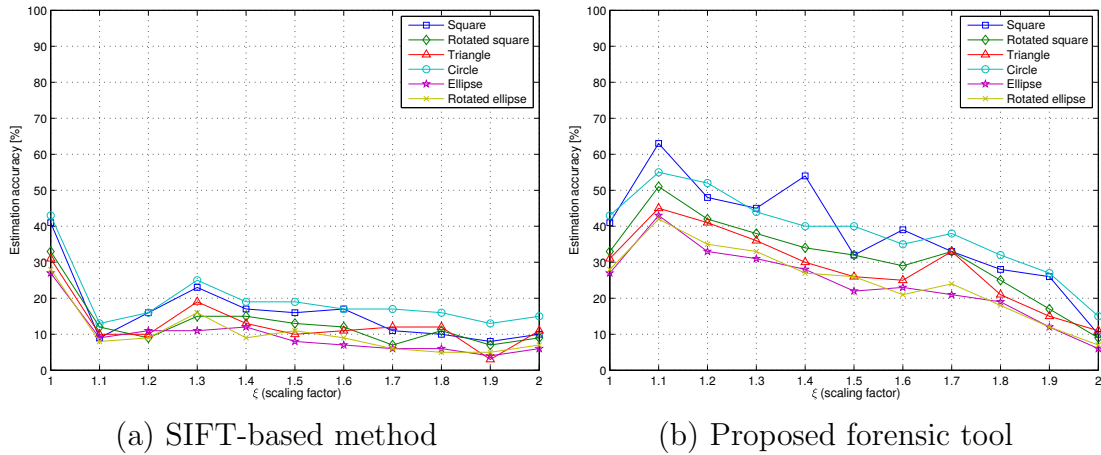 100
90
80
70
60
50
40
30
20
10
0
Estimation accuracy [%]
1 1.1 1.2 1.3 1.4 1.5 1.6 1.7 1.8 1.9 2
ξ (scaling factor)
Square
Rotated square
Triangle
Circle
Ellipse
Rotated ellipse
(a) SIFT-based method
100
90
80
70
60
50
40
30
20
10
0
Estimation accuracy [%]
1 1.1 1.2 1.3 1.4 1.5 1.6 1.7 1.8 1.9 2
ξ (scaling factor)
Square
Rotated square
Triangle
Circle
Ellipse
Rotated ellipse
(b) Proposed forensic tool